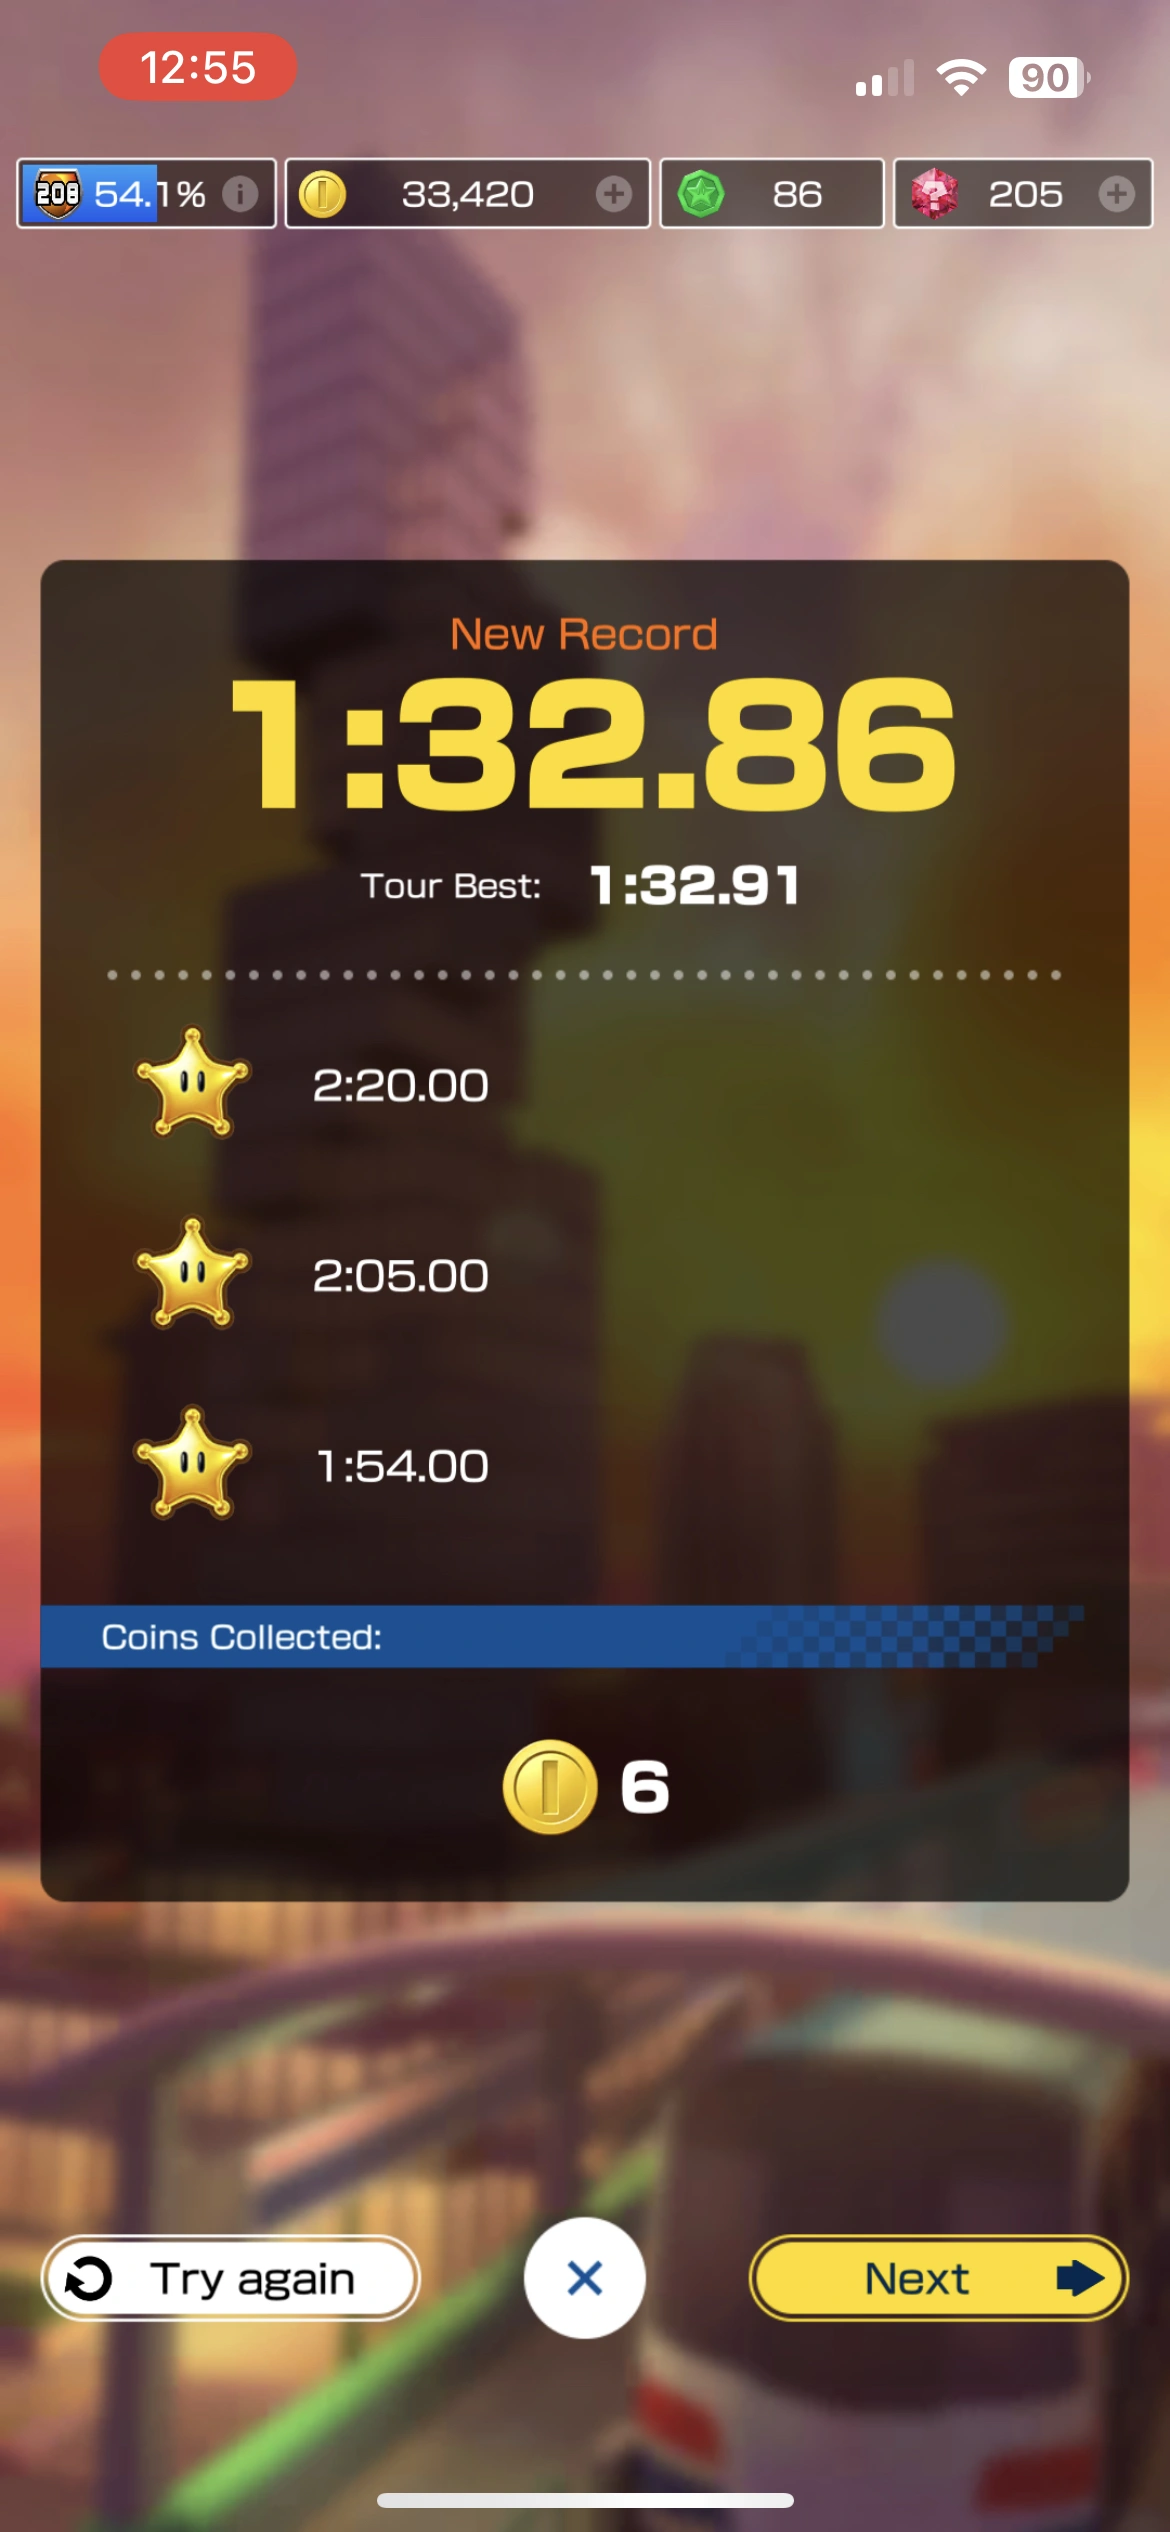 12:55
90
208 54.1% i 33,420 + 86 ? 205 +
New Record
1:32.86
Tour Best: 1:32.91
2:20.00
2:05.00
1:54.00
Coins Collected:
6
Try again × Next